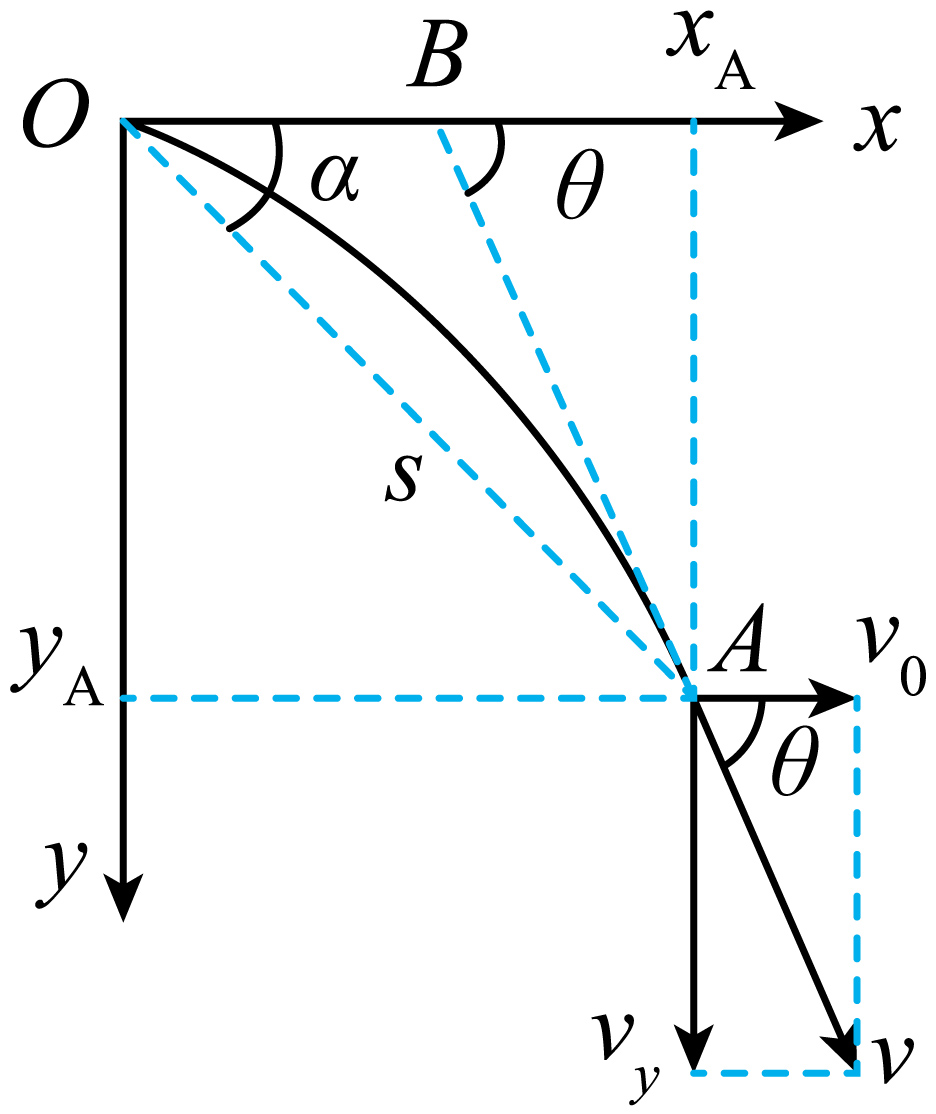 O B x_A x
α θ
s
y_A A v_0
θ
y
v_y v